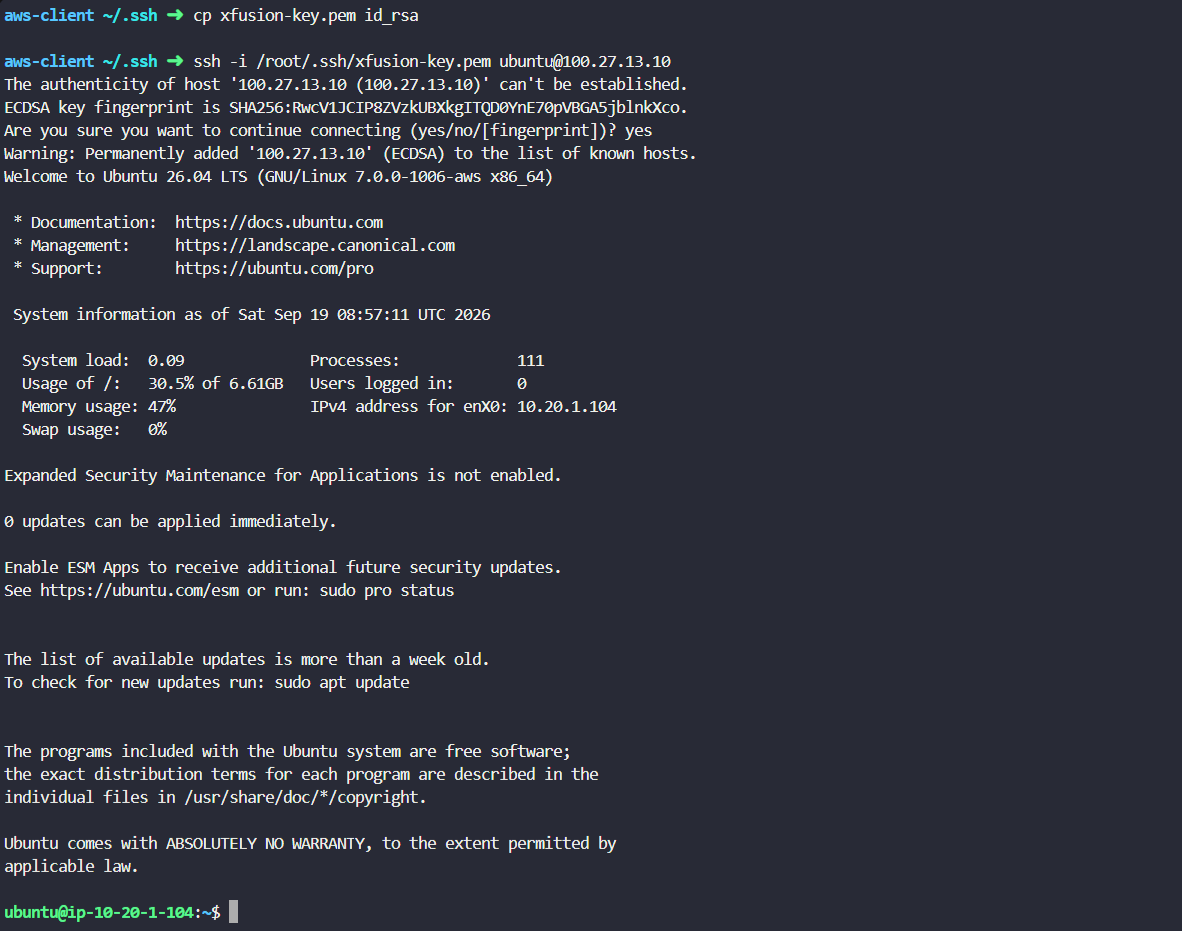 aws-client ~/.ssh ➜ cp xfusion-key.pem id_rsa
aws-client ~/.ssh ➜ ssh -i /root/.ssh/xfusion-key.pem ubuntu@100.27.13.10
The authenticity of host '100.27.13.10 (100.27.13.10)' can't be established.
ECDSA key fingerprint is SHA256:RwcV1JCIP8ZVzkUBXkgITQD0YnE70pVBGA5jblnkXco.
Are you sure you want to continue connecting (yes/no/[fingerprint])? yes
Warning: Permanently added '100.27.13.10' (ECDSA) to the list of known hosts.
Welcome to Ubuntu 26.04 LTS (GNU/Linux 7.0.0-1006-aws x86_64)
* Documentation:  https://docs.ubuntu.com
* Management:     https://landscape.canonical.com
* Support:        https://ubuntu.com/pro
System information as of Sat Sep 19 08:57:11 UTC 2026
System load:  0.09              Processes:             111
Usage of /:   30.5% of 6.61GB   Users logged in:       0
Memory usage: 47%               IPv4 address for enX0: 10.20.1.104
Swap usage:   0%
Expanded Security Maintenance for Applications is not enabled.
0 updates can be applied immediately.
Enable ESM Apps to receive additional future security updates.
See https://ubuntu.com/esm or run: sudo pro status
The list of available updates is more than a week old.
To check for new updates run: sudo apt update
The programs included with the Ubuntu system are free software;
the exact distribution terms for each program are described in the
individual files in /usr/share/doc/*/copyright.
Ubuntu comes with ABSOLUTELY NO WARRANTY, to the extent permitted by
applicable law.
ubuntu@ip-10-20-1-104:~$